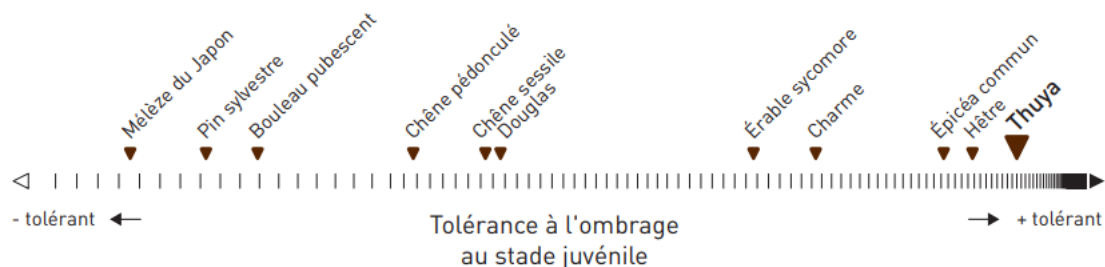 Mélèze du Japon
Pin sylvestre
Bouleau pubescent
Chêne pédonculé
Chêne sessile
Douglas
Érable sycomore
Charme
Épicéa commun
Hêtre
Thuya
- tolérant
+ tolérant
Tolérance à l'ombrage
au stade juvénile